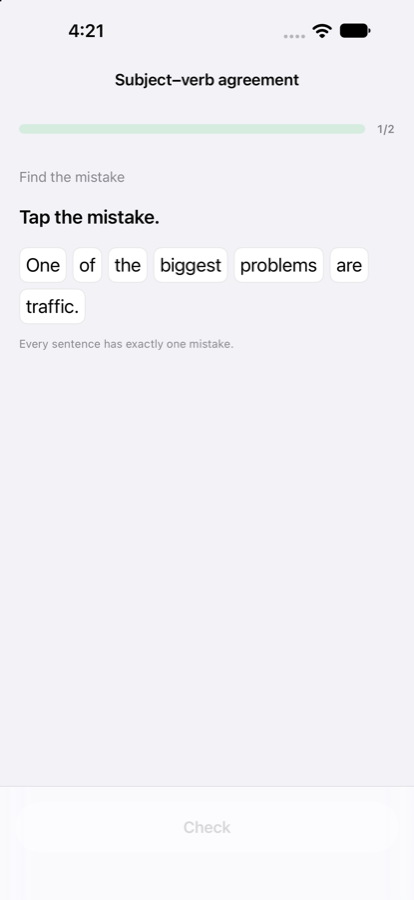 4:21
Subject–verb agreement
1/2
Find the mistake
Tap the mistake.
One of the biggest problems are
traffic.
Every sentence has exactly one mistake.
Check